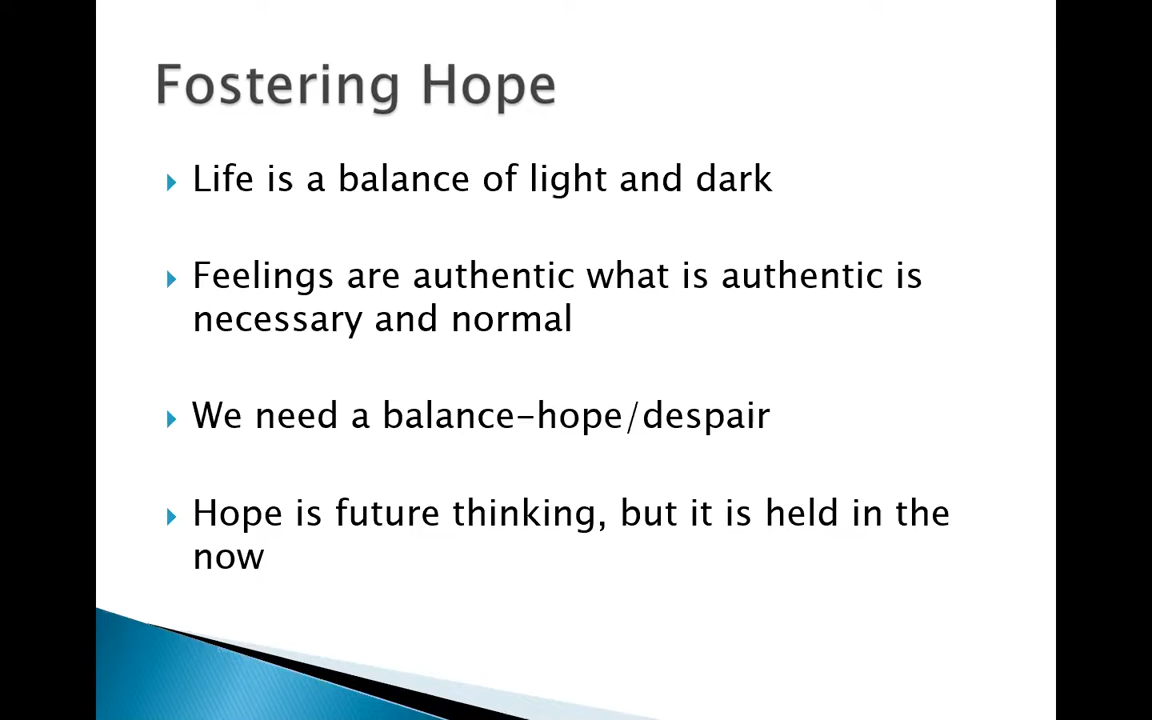 Fostering Hope
Life is a balance of light and dark
Feelings are authentic what is authentic is
necessary and normal
We need a balance-hope/despair
Hope is future thinking, but it is held in the
now